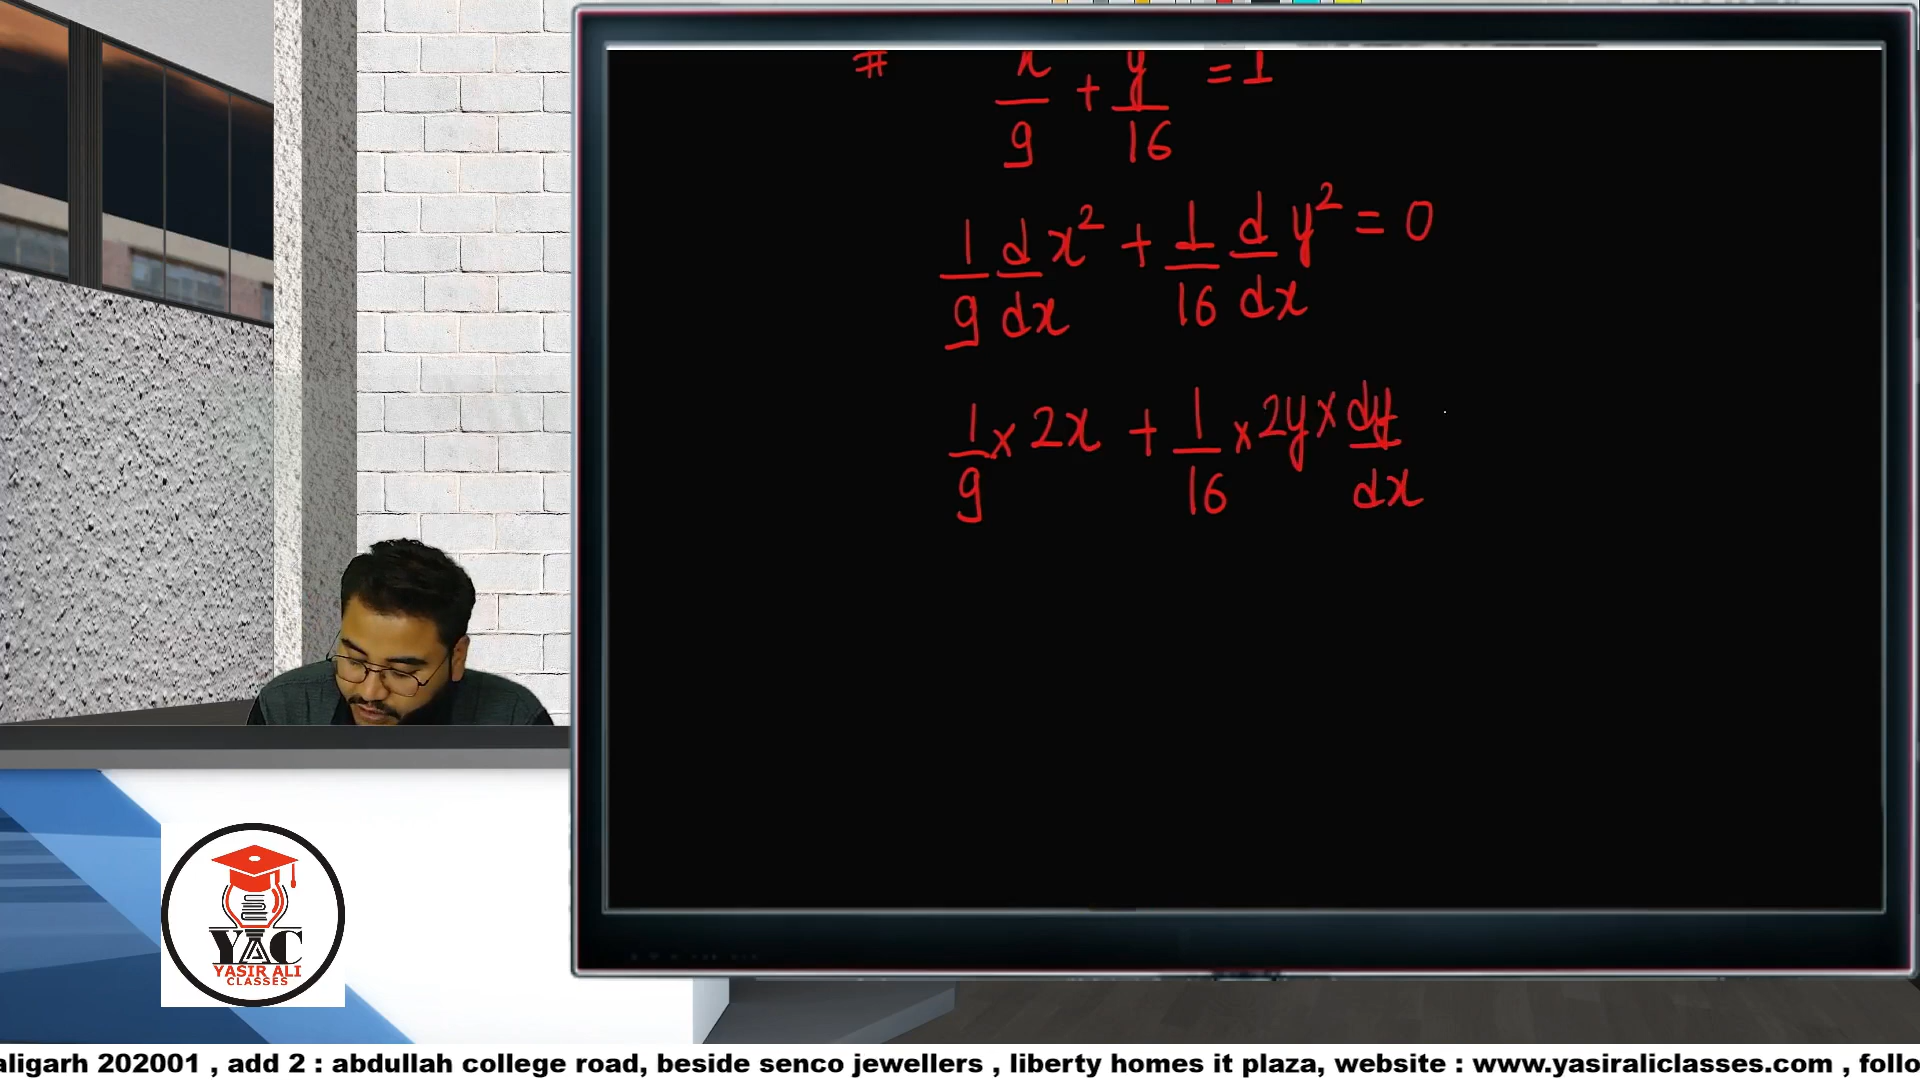 # x/9 + y/16 = 1
1/9 d/dx x² + 1/16 d/dx y² = 0
1/9 × 2x + 1/16 × 2y × dy/dx
YAC
YASIR ALI
CLASSES
aligarh 202001 , add 2 : abdullah college road, beside senco jewellers , liberty homes it plaza, website : www.yasiraliclasses.com , follo